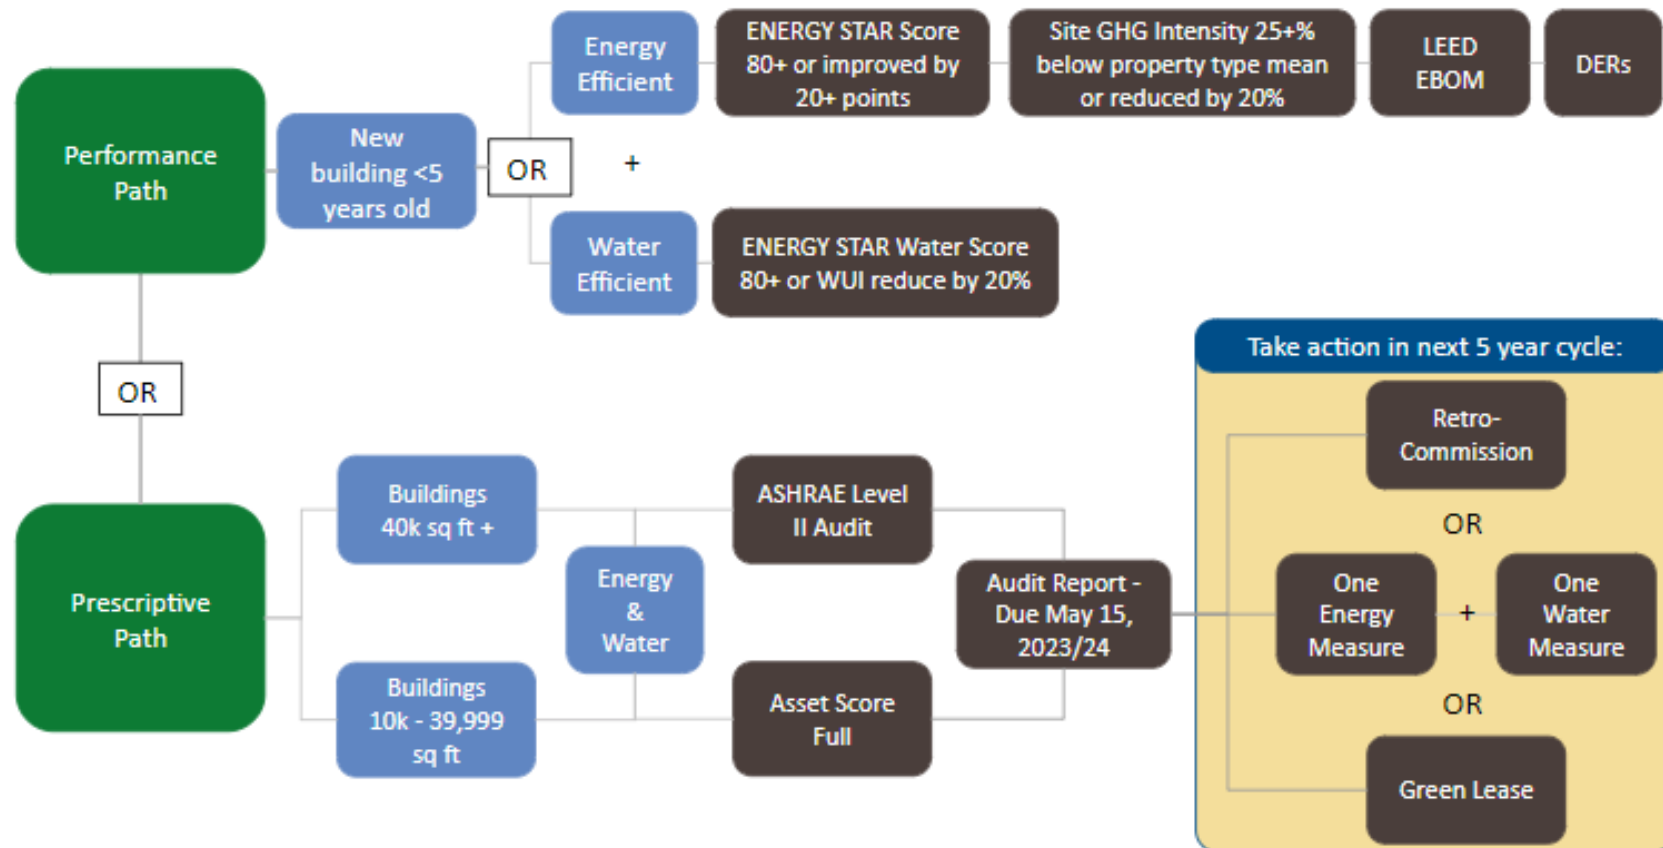 Performance
Path
New
building <5
years old
OR
Energy
Efficient
ENERGY STAR Score
80+ or improved by
20+ points
Site GHG Intensity 25+%
below property type mean
or reduced by 20%
LEED
EBOM
DERs
+
Water
Efficient
ENERGY STAR Water Score
80+ or WUI reduce by 20%
OR
Prescriptive
Path
Buildings
40k sq ft +
Buildings
10k - 39,999
sq ft
Energy
&
Water
ASHRAE Level
II Audit
Asset Score
Full
Audit Report -
Due May 15,
2023/24
Take action in next 5 year cycle:
Retro-
Commission
OR
One
Energy
Measure
+
One
Water
Measure
OR
Green Lease